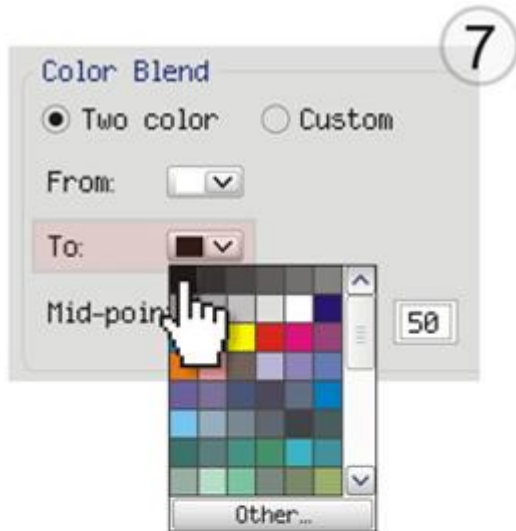 7
Color Blend
Two color Custom
From:
To:
Mid-poin 50
Other...